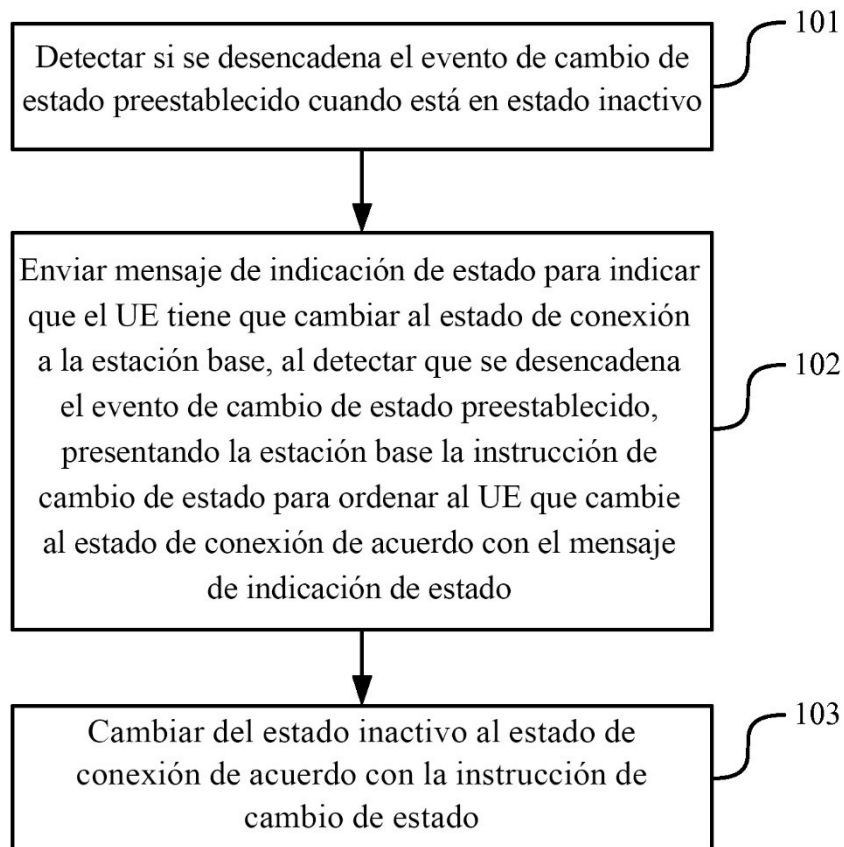 101
Detectar si se desencadena el evento de cambio de
estado preestablecido cuando está en estado inactivo
Enviar mensaje de indicación de estado para indicar
que el UE tiene que cambiar al estado de conexión
a la estación base, al detectar que se desencadena
el evento de cambio de estado preestablecido,
presentando la estación base la instrucción de
cambio de estado para ordenar al UE que cambie
al estado de conexión de acuerdo con el mensaje
de indicación de estado
102
Cambiar del estado inactivo al estado de
conexión de acuerdo con la instrucción de
cambio de estado
103